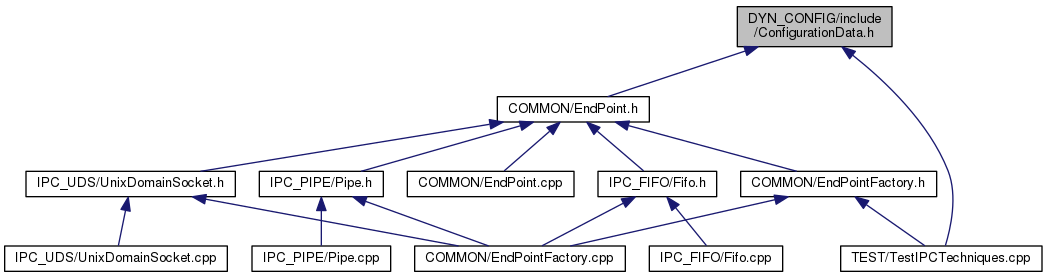 DYN_CONFIG/include
/ConfigurationData.h
COMMON/EndPoint.h
IPC_UDS/UnixDomainSocket.h
IPC_PIPE/Pipe.h
COMMON/EndPoint.cpp
IPC_FIFO/Fifo.h
COMMON/EndPointFactory.h
IPC_UDS/UnixDomainSocket.cpp
IPC_PIPE/Pipe.cpp
COMMON/EndPointFactory.cpp
IPC_FIFO/Fifo.cpp
TEST/TestIPCTechniques.cpp